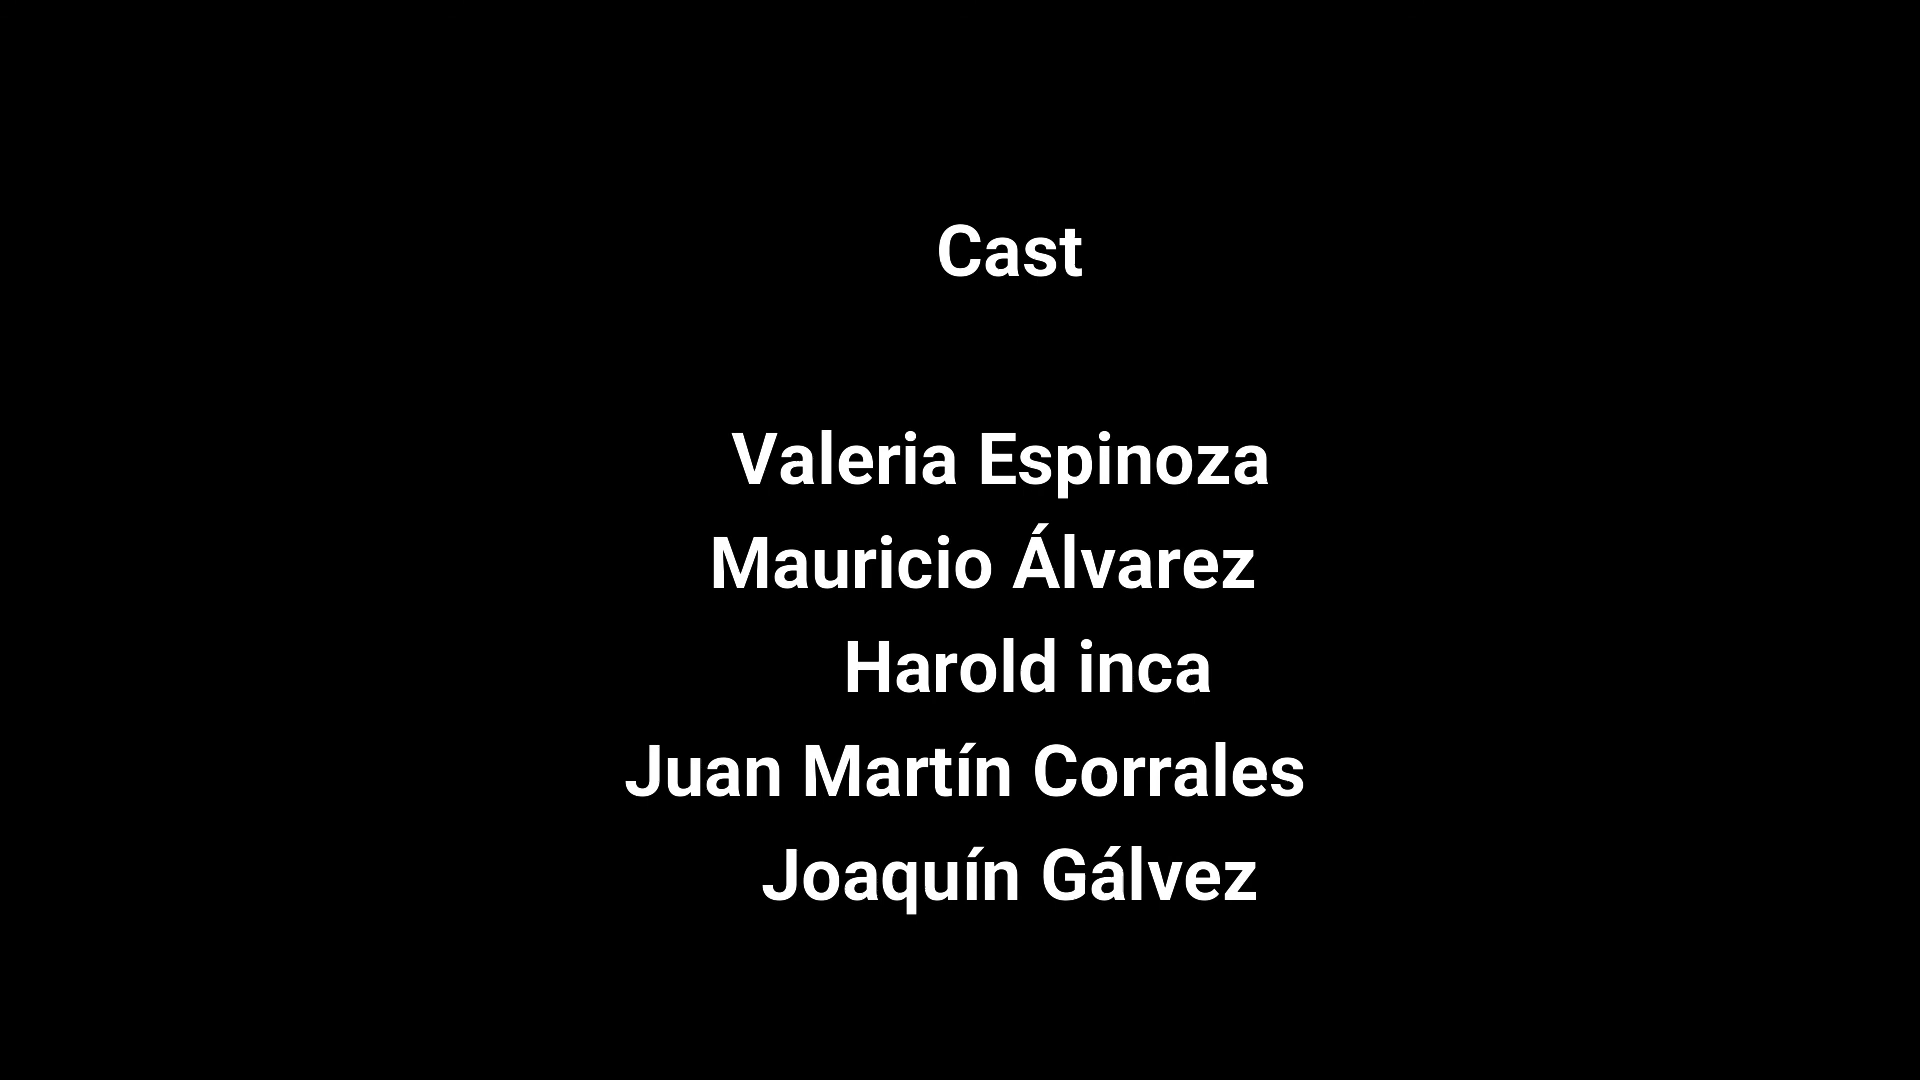 Cast
Valeria Espinoza
Mauricio Álvarez
Harold inca
Juan Martín Corrales
Joaquín Gálvez